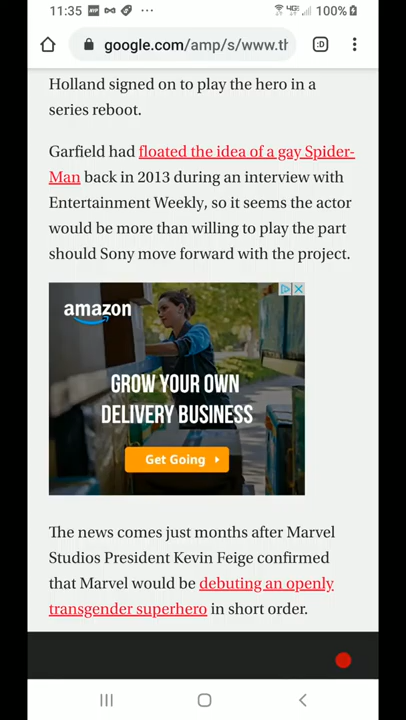 11:35
100%
google.com/amp/s/www.th
:D
Holland signed on to play the hero in a
series reboot.
Garfield had floated the idea of a gay Spider-
Man back in 2013 during an interview with
Entertainment Weekly, so it seems the actor
would be more than willing to play the part
should Sony move forward with the project.
amazon
GROW YOUR OWN
DELIVERY BUSINESS
Get Going
The news comes just months after Marvel
Studios President Kevin Feige confirmed
that Marvel would be debuting an openly
transgender superhero in short order.